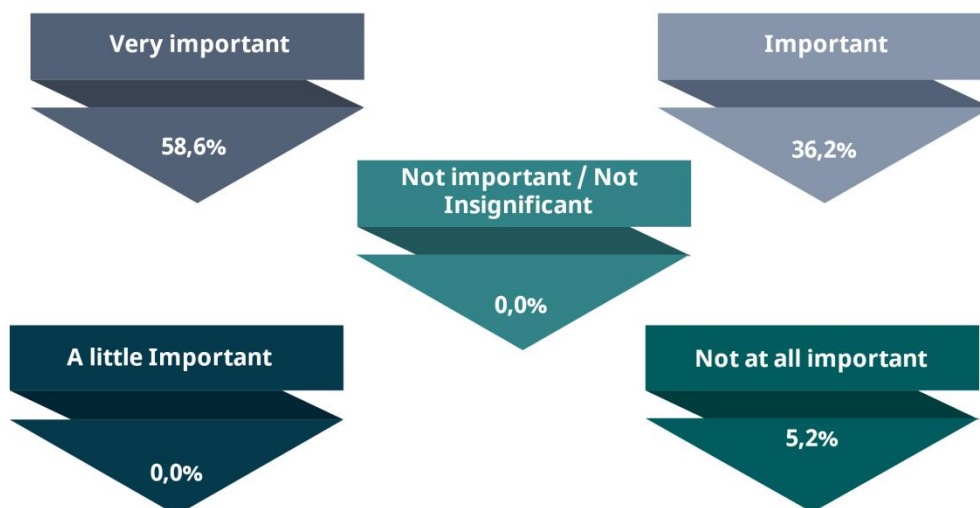 Very important
58,6%
Important
36,2%
Not important / Not
Insignificant
0,0%
A little Important
0,0%
Not at all important
5,2%